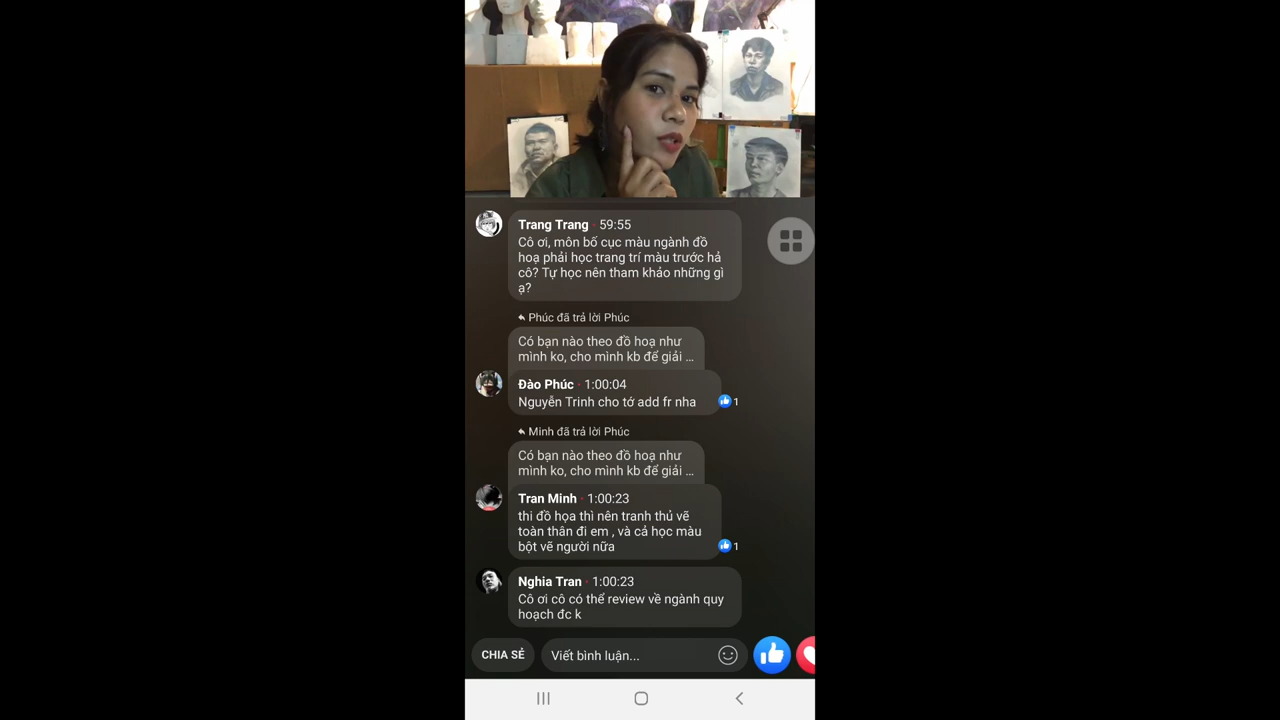 Trang Trang · 59:55
Cô ơi, môn bố cục màu ngành đồ
hoạ phải học trang trí màu trước hả
cô? Tự học nên tham khảo những gì
ạ?
Phúc đã trả lời Phúc
Có bạn nào theo đồ hoạ như
mình ko, cho mình kb để giải ...
Đào Phúc · 1:00:04
Nguyễn Trinh cho tớ add fr nha
1
Minh đã trả lời Phúc
Có bạn nào theo đồ hoạ như
mình ko, cho mình kb để giải ...
Tran Minh · 1:00:23
thi đồ họa thì nên tranh thủ vẽ
toàn thân đi em , và cả học màu
bột vẽ người nữa
1
Nghia Tran · 1:00:23
Cô ơi cô có thể review về ngành quy
hoạch đc k
CHIA SẺ
Viết bình luận...